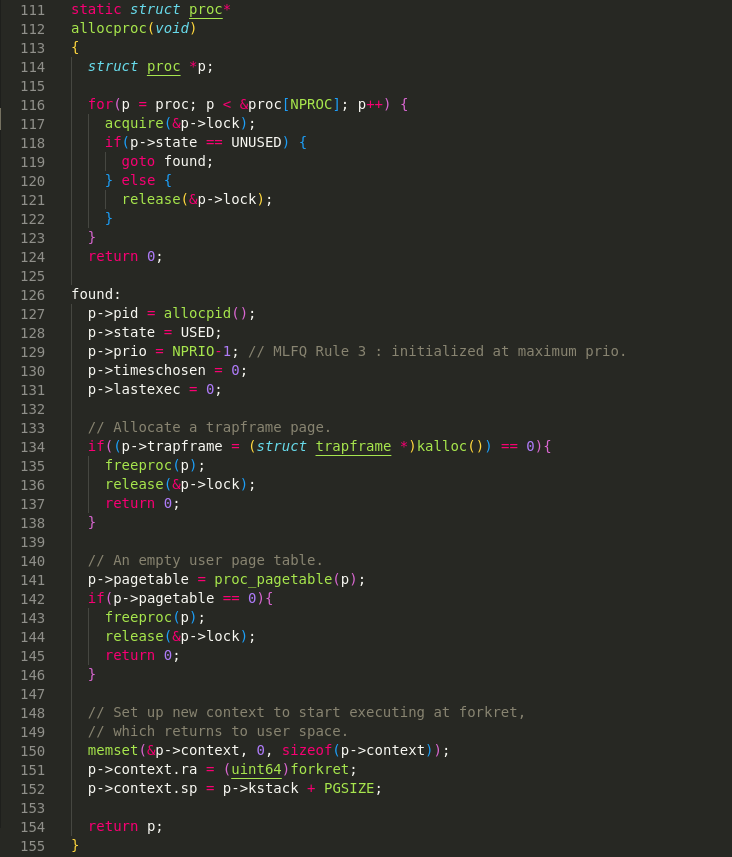 111 static struct proc*
112 allocproc(void)
113 {
114   struct proc *p;
115
116   for(p = proc; p < &proc[NPROC]; p++) {
117     acquire(&p->lock);
118     if(p->state == UNUSED) {
119       goto found;
120     } else {
121       release(&p->lock);
122     }
123   }
124   return 0;
125
126 found:
127   p->pid = allocpid();
128   p->state = USED;
129   p->prio = NPRIO-1; // MLFQ Rule 3 : initialized at maximum prio.
130   p->timeschosen = 0;
131   p->lastexec = 0;
132
133   // Allocate a trapframe page.
134   if((p->trapframe = (struct trapframe *)kalloc()) == 0){
135     freeproc(p);
136     release(&p->lock);
137     return 0;
138   }
139
140   // An empty user page table.
141   p->pagetable = proc_pagetable(p);
142   if(p->pagetable == 0){
143     freeproc(p);
144     release(&p->lock);
145     return 0;
146   }
147
148   // Set up new context to start executing at forkret,
149   // which returns to user space.
150   memset(&p->context, 0, sizeof(p->context));
151   p->context.ra = (uint64)forkret;
152   p->context.sp = p->kstack + PGSIZE;
153
154   return p;
155 }